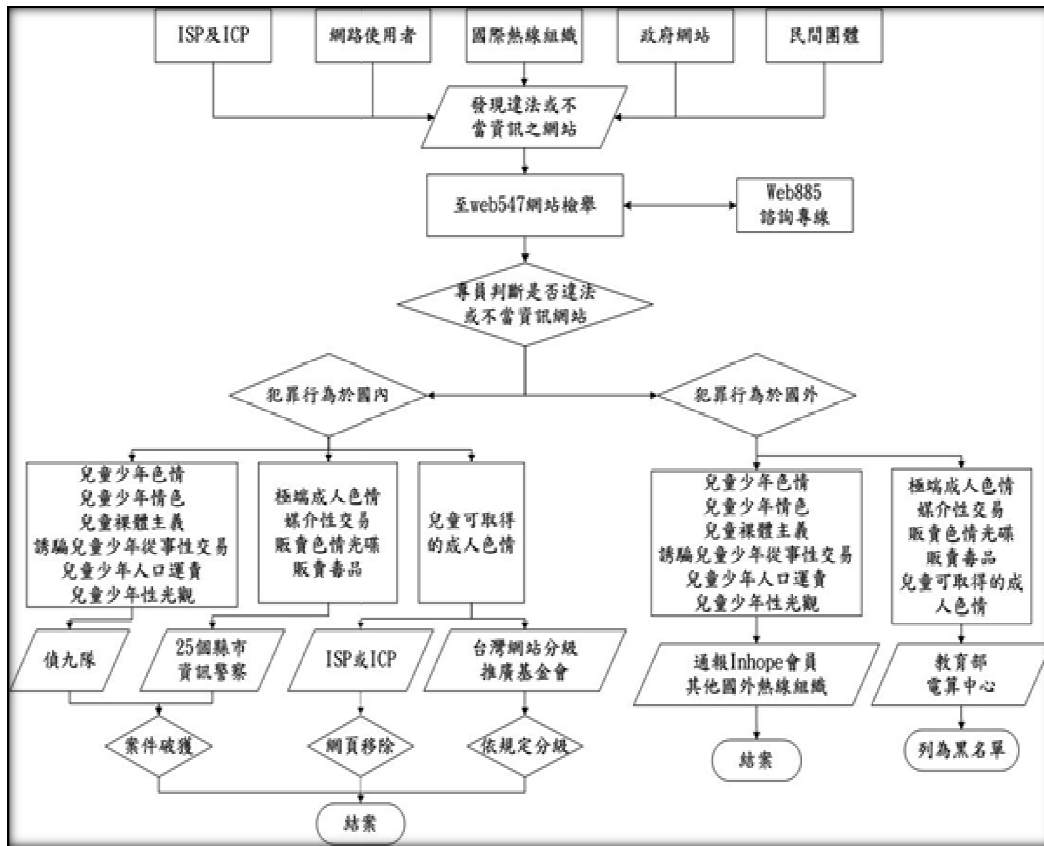 ISP及ICP
網路使用者
國際熱線組織
政府網站
民間團體
發現違法或不
當資訊之網站
至web547網站檢舉
Web885
諮詢專線
專員判斷是否違法
或不當資訊網站
犯罪行為於國內
犯罪行為於國外
兒童少年色情
兒童少年情色
兒童裸體主義
誘騙兒童少年從事性交易
兒童少年人口運賣
兒童少年性光觀
極端成人色情
媒介性交易
販賣色情光碟
販賣毒品
兒童可取得
的成人色情
兒童少年色情
兒童少年情色
兒童裸體主義
誘騙兒童少年從事性交易
兒童少年人口運賣
兒童少年性光觀
極端成人色情
媒介性交易
販賣色情光碟
販賣毒品
兒童可取得的成
人色情
偵九隊
25個縣市
資訊警察
ISP或ICP
台灣網站分級
推廣基金會
通報Inhope會員
其他國外熱線組織
教育部
電算中心
案件破獲
網頁移除
依規定分級
結案
列為黑名單
結案